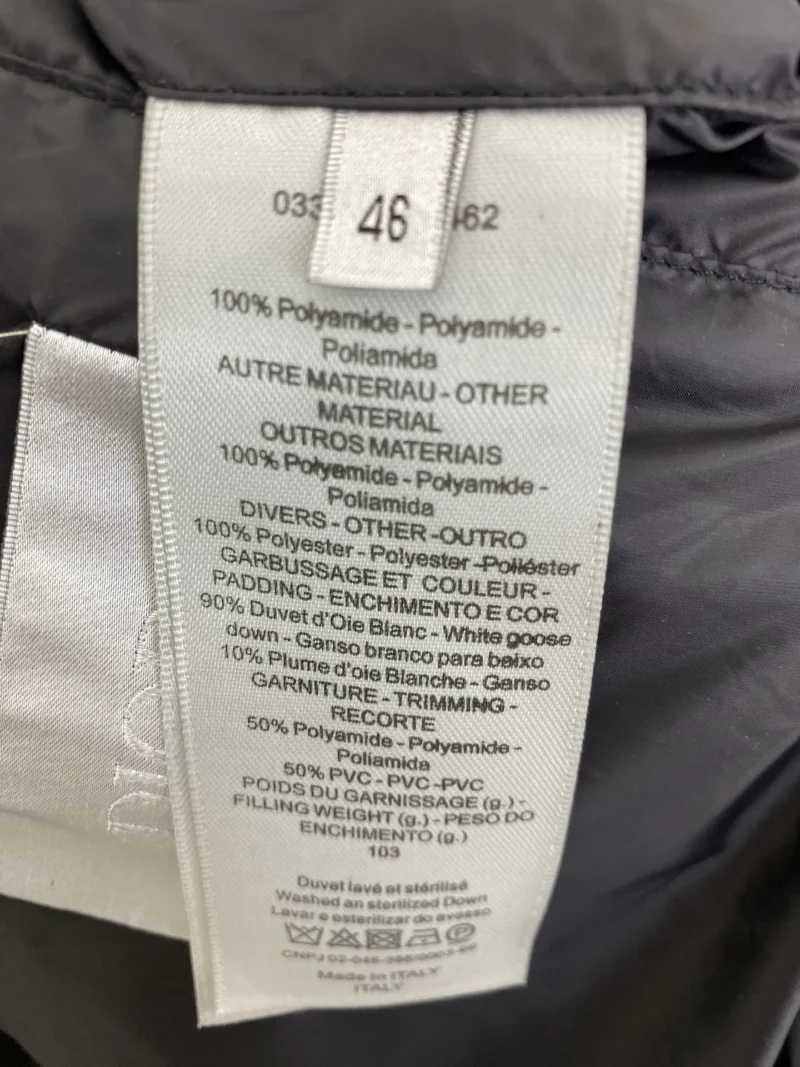 033
46
462
100% Polyamide - Polyamide -
Poliamida
AUTRE MATERIAU - OTHER
MATERIAL
OUTROS MATERIAIS
100% Polyamide - Polyamide -
Poliamida
DIVERS - OTHER -OUTRO
100% Polyester - Polyester -Poliéster
GARBUSSAGE ET COULEUR -
PADDING - ENCHIMENTO E COR
90% Duvet d'Oie Blanc - White goose
down - Ganso branco para baixo
10% Plume d'oie Blanche - Ganso
GARNITURE - TRIMMING -
RECORTE
50% Polyamide - Polyamide -
Poliamida
50% PVC - PVC -PVC
POIDS DU GARNISSAGE (g.) -
FILLING WEIGHT (g.) - PESO DO
ENCHIMENTO (g.)
103
Duvet lavé et stérilisé
Washed an sterilized Down
Lavar e esterilizar do avesso
CNPJ
Made in ITALY
ITALY
DIOR